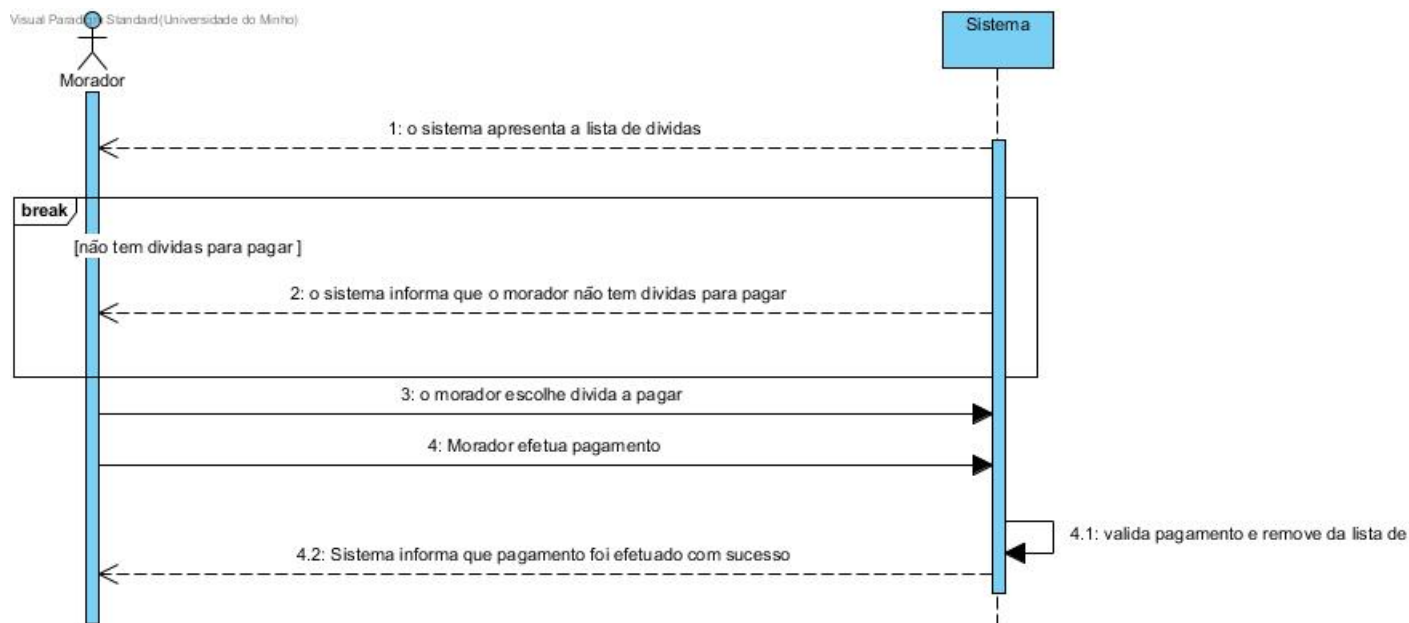 Visual Paradigm Standard(Universidade do Minho)
Sistema
Morador
1: o sistema apresenta a lista de dividas
break
[não tem dividas para pagar ]
2: o sistema informa que o morador não tem dividas para pagar
3: o morador escolhe divida a pagar
4: Morador efetua pagamento
4.1: valida pagamento e remove da lista de
4.2: Sistema informa que pagamento foi efetuado com sucesso